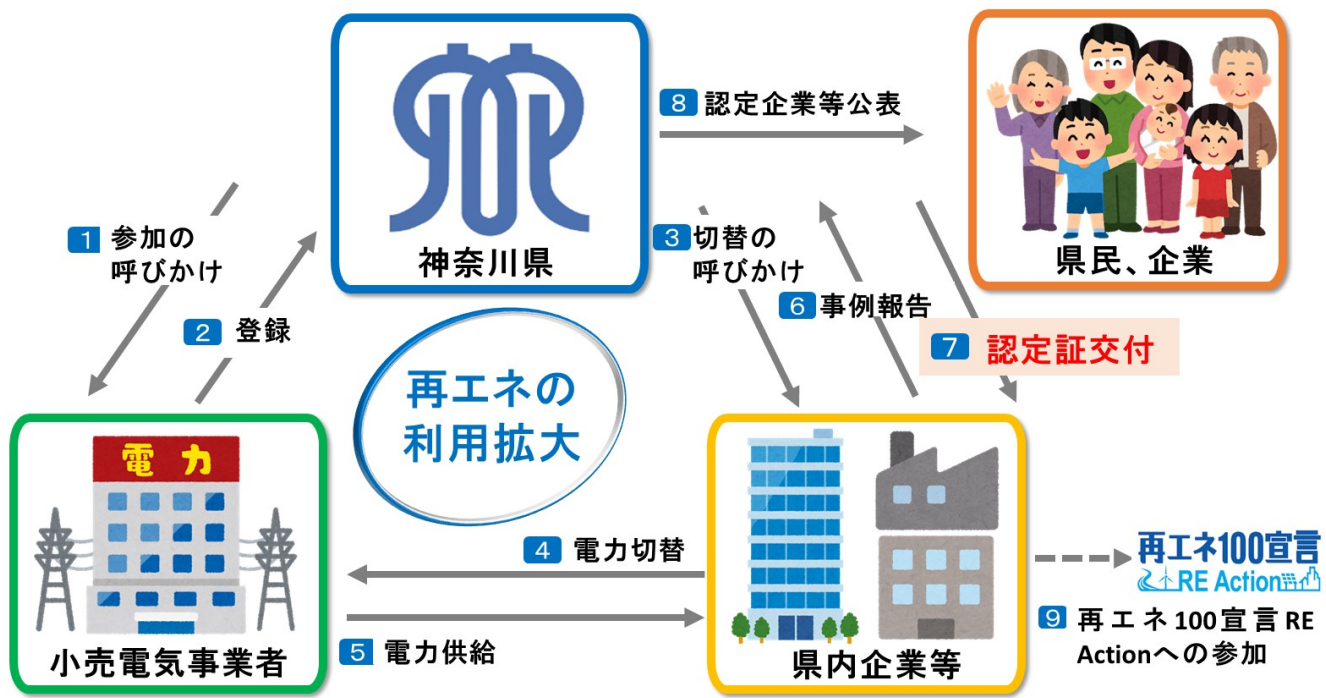 神奈川県
8 認定企業等公表
県民、企業
1 参加の
呼びかけ
2 登録
3 切替の
呼びかけ
6 事例報告
7 認定証交付
再エネの
利用拡大
電力
小売電気事業者
4 電力切替
5 電力供給
県内企業等
再エネ100宣言
RE Action
9 再エネ100宣言RE
Actionへの参加